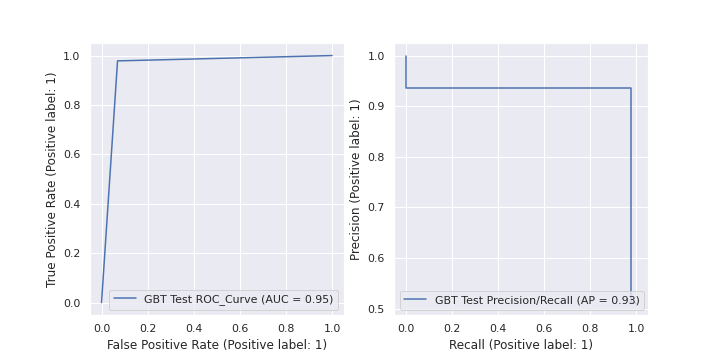 True Positive Rate (Positive label: 1)
1.0
0.8
0.6
0.4
0.2
0.0
GBT Test ROC_Curve (AUC = 0.95)
0.0 0.2 0.4 0.6 0.8 1.0
False Positive Rate (Positive label: 1)
Precision (Positive label: 1)
1.0
0.9
0.8
0.7
0.6
0.5
GBT Test Precision/Recall (AP = 0.93)
0.0 0.2 0.4 0.6 0.8 1.0
Recall (Positive label: 1)